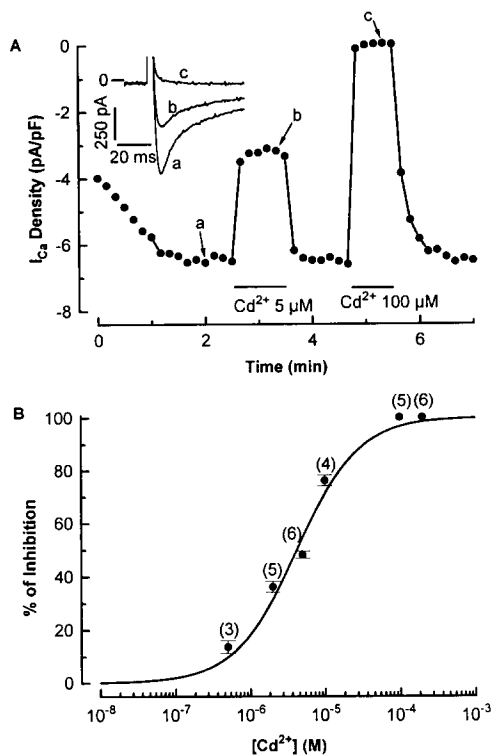 A
0
-2
-4
-6
-8
I_Ca Density (pA/pF)
0
250 pA
20 ms
c
b
a
a
b
c
Cd²⁺ 5 µM
Cd²⁺ 100 µM
0
2
4
6
Time (min)
B
100
80
60
40
20
0
% of Inhibition
(3)
(5)
(6)
(4)
(5) (6)
10⁻⁸
10⁻⁷
10⁻⁶
10⁻⁵
10⁻⁴
10⁻³
[Cd²⁺] (M)